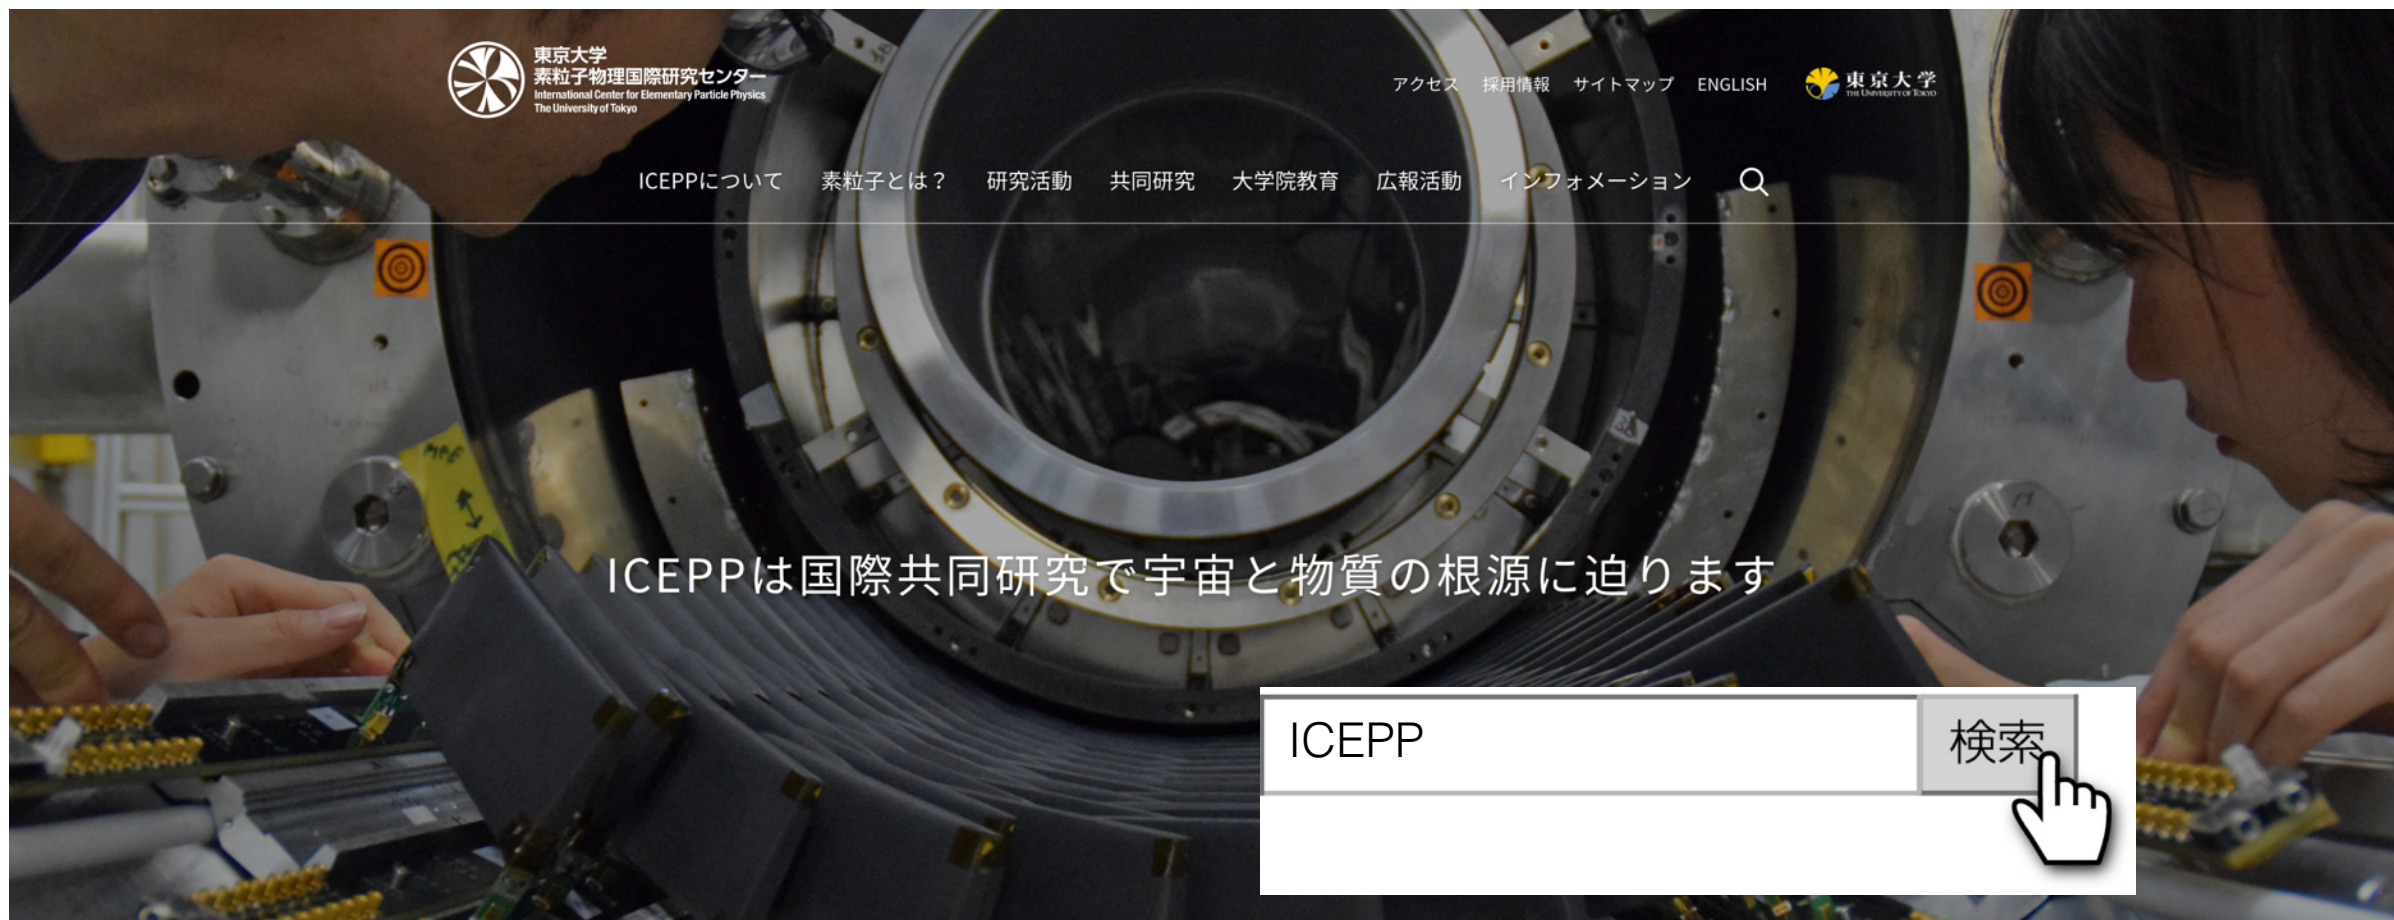 東京大学
素粒子物理国際研究センター
International Center for Elementary Particle Physics
The University of Tokyo
アクセス 採用情報 サイトマップ ENGLISH
東京大学
THE UNIVERSITY OF TOKYO
ICEPPについて 素粒子とは？ 研究活動 共同研究 大学院教育 広報活動 インフォメーション
ICEPPは国際共同研究で宇宙と物質の根源に迫ります
ICEPP 検索